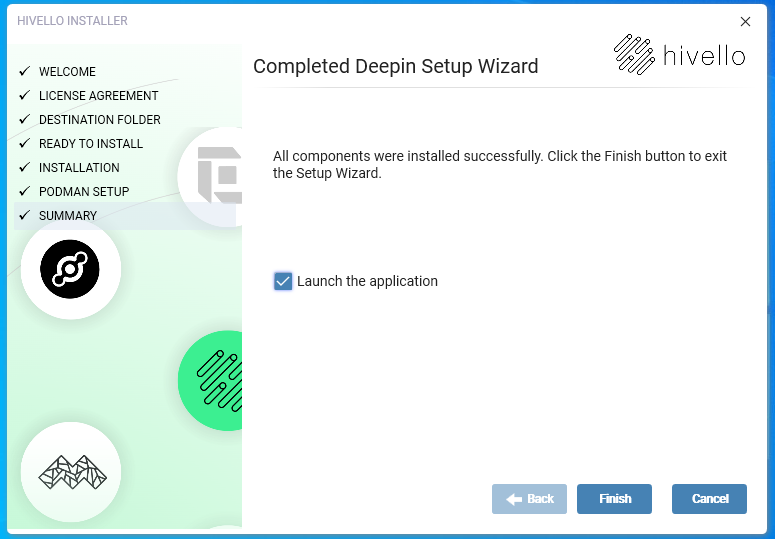 HIVELLO INSTALLER
hivello
WELCOME
LICENSE AGREEMENT
DESTINATION FOLDER
READY TO INSTALL
INSTALLATION
PODMAN SETUP
SUMMARY
Completed Deepin Setup Wizard
All components were installed successfully. Click the Finish button to exit
the Setup Wizard.
Launch the application
Back
Finish
Cancel